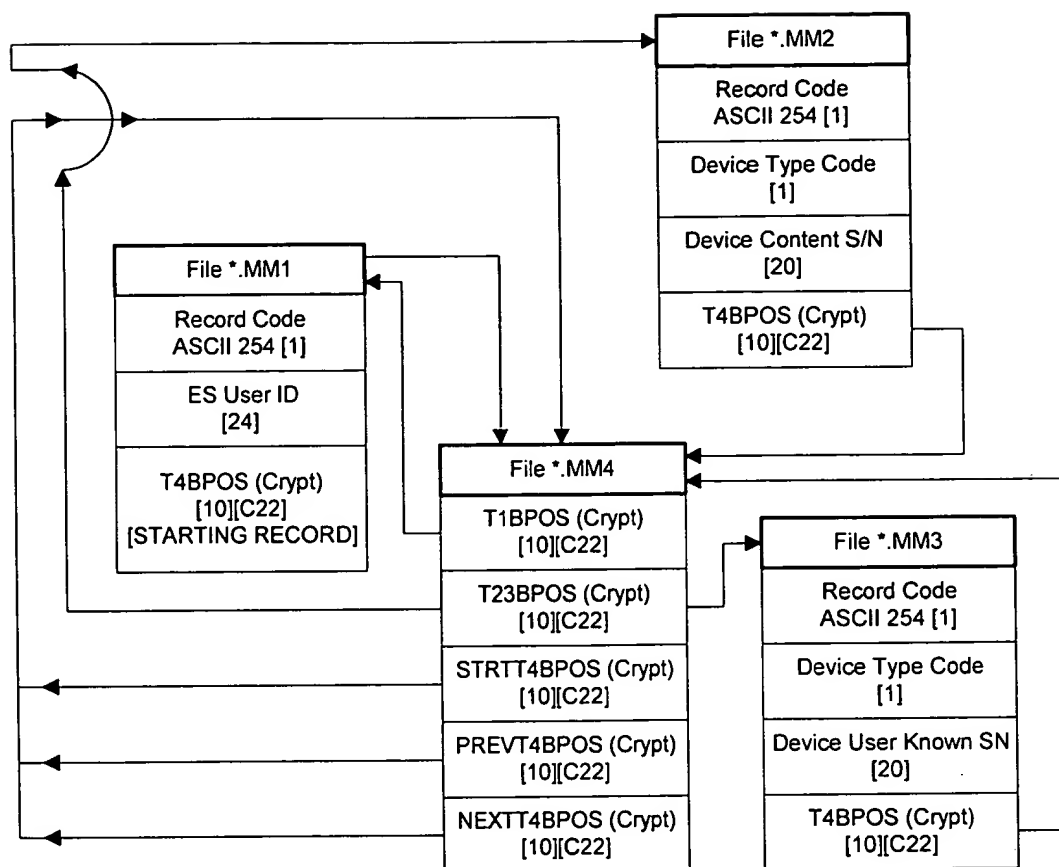 File *.MM2
Record Code
ASCII 254 [1]
Device Type Code
[1]
Device Content S/N
[20]
T4BPOS (Crypt)
[10][C22]
File *.MM1
Record Code
ASCII 254 [1]
ES User ID
[24]
T4BPOS (Crypt)
[10][C22]
[STARTING RECORD]
File *.MM4
T1BPOS (Crypt)
[10][C22]
T23BPOS (Crypt)
[10][C22]
STRTT4BPOS (Crypt)
[10][C22]
PREVT4BPOS (Crypt)
[10][C22]
NEXTT4BPOS (Crypt)
[10][C22]
File *.MM3
Record Code
ASCII 254 [1]
Device Type Code
[1]
Device User Known SN
[20]
T4BPOS (Crypt)
[10][C22]